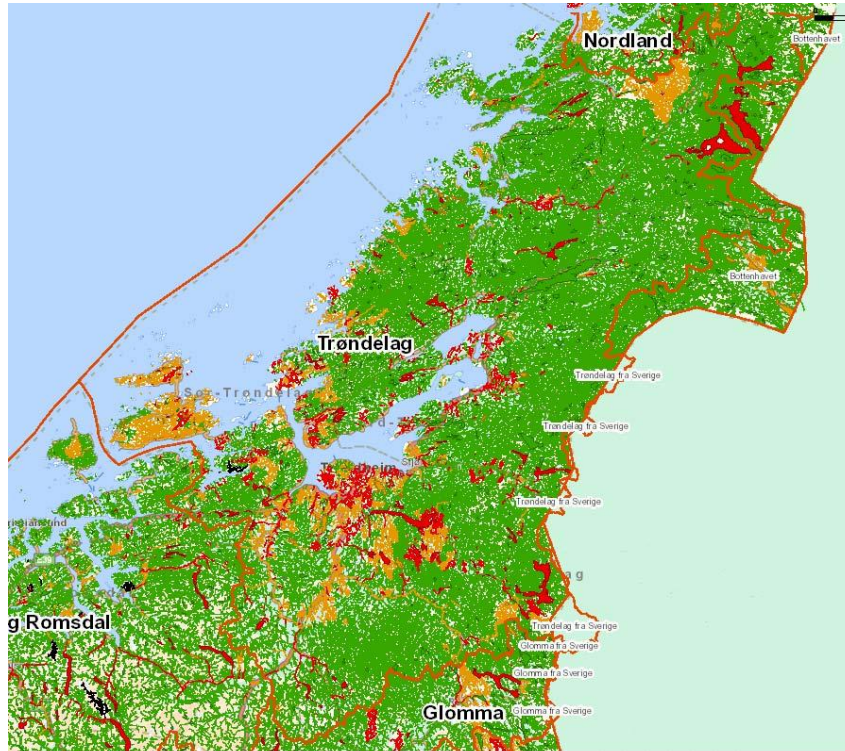 Nordland
Bottenhavet
Bottenhavet
Trøndelag
Trøndelag fra Sverige
Trøndelag fra Sverige
Trøndelag fra Sverige
g Romsdal
Trøndelag fra Sverige
Glomma fra Sverige
Glomma fra Sverige
Glomma
Glomma fra Sverige